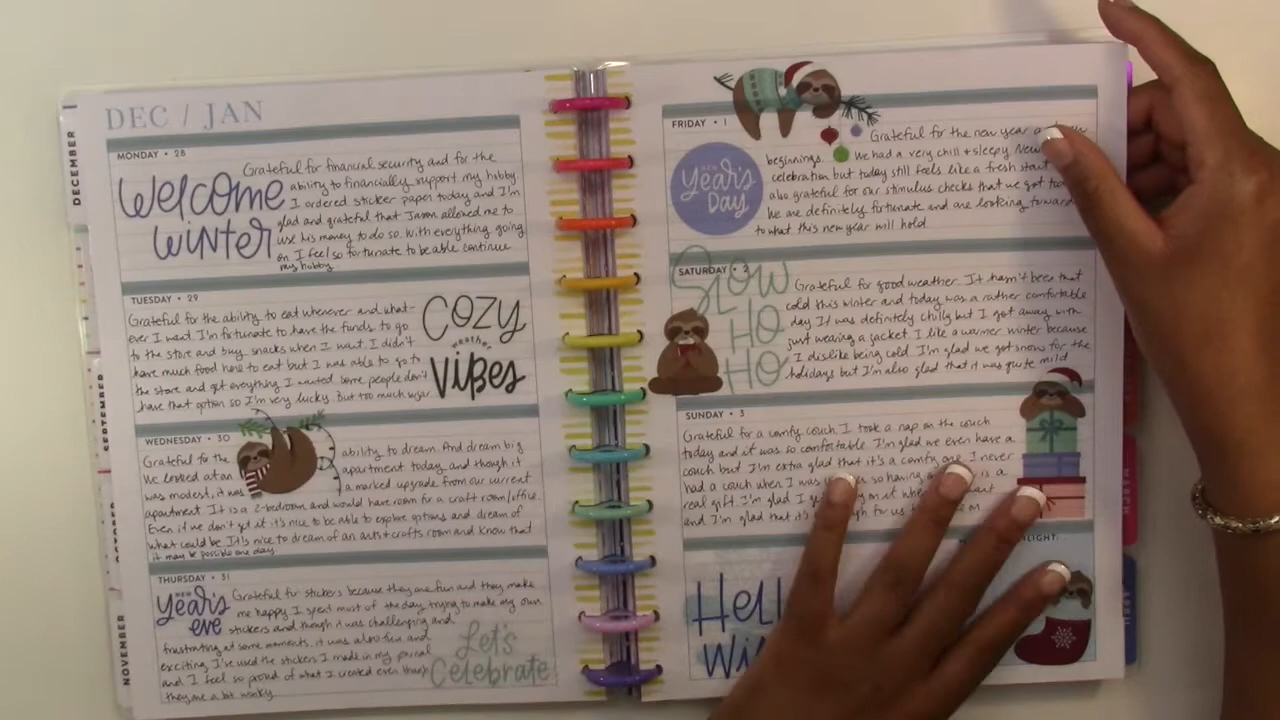 DEC / JAN
MONDAY • 28
welcome
winter
Grateful for financial security and for the
ability to financially support my hobby.
I ordered sticker paper today and I'm
glad and grateful that Jason allowed me to
use his money to do so. With everything going
on I feel so fortunate to be able continue
my hobby.
TUESDAY • 29
Grateful for the ability to eat whenever and what-
ever I want. I'm fortunate to have the funds to go
to the store and buy snacks when I want. I didn't
have much food here to eat but I was able to go to
the store and get everything I wanted. Some people don't
have that option so I'm very lucky. But too much
COZY
weather
VIBES
WEDNESDAY • 30
Grateful for the ability to dream. And dream big
We looked at an apartment today and though it
was modest, it was a marked upgrade from our current
apartment. It is a 2-bedroom and would have room for a craft room/office.
Even if we don't get it it's nice to be able to explore options and dream of
what could be. It's nice to dream of an arts + crafts room and know that
it may be possible one day.
THURSDAY • 31
NEW
year's
eve
Grateful for stickers because they are fun and they make
me happy. I spent most of the day trying to make my own
stickers and though it was challenging and
frustrating at some moments, it was also fun and
exciting. I've used the stickers I made in my
and I feel so proud of what I created even though
they are a bit wonky.
Let's
Celebrate
FRIDAY • 1
NEW
Year's
Day
Grateful for the new year
beginnings. We had a very chill + sleepy New
celebration but today still feels like a fresh start
also grateful for our stimulus checks that we got
We are definitely fortunate and are looking forward
to what this new year will hold.
SATURDAY • 2
SLOW
HO
HO
Grateful for good weather. It hasn't been that
cold this winter and today was a rather comfortable
day. It was definitely chilly but I got away with
just wearing a jacket. I like a warmer winter because
I dislike being cold. I'm glad we got snow for the
holidays but I'm also glad that it was quite mild
SUNDAY • 3
Grateful for a comfy couch. I took a nap on the couch
today and it was so comfortable. I'm glad we even have a
couch but I'm extra glad that it's a comfy one. I never
had a couch when I was so having is a
real gift. I'm glad I on it
and I'm glad that it's for us
Hell
Wi
DECEMBER
SEPTEMBER
OCTOBER
NOVEMBER
MARCH